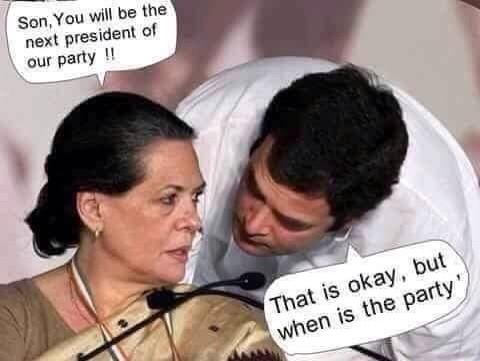 Son,You will be the
next president of
our party !!
That is okay, but
when is the party'